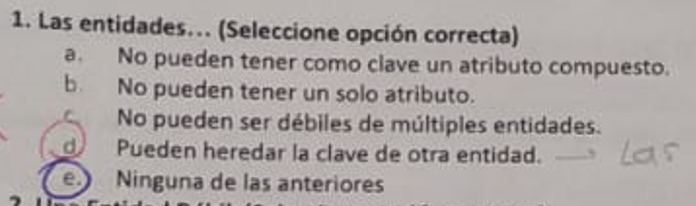 1. Las entidades... (Seleccione opción correcta)
a. No pueden tener como clave un atributo compuesto.
b. No pueden tener un solo atributo.
c. No pueden ser débiles de múltiples entidades.
d. Pueden heredar la clave de otra entidad. → Las
e. Ninguna de las anteriores